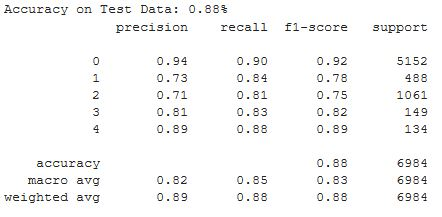 Accuracy on Test Data: 0.88%
precision recall f1-score support
0 0.94 0.90 0.92 5152
1 0.73 0.84 0.78 488
2 0.71 0.81 0.75 1061
3 0.81 0.83 0.82 149
4 0.89 0.88 0.89 134
accuracy 0.88 6984
macro avg 0.82 0.85 0.83 6984
weighted avg 0.89 0.88 0.88 6984